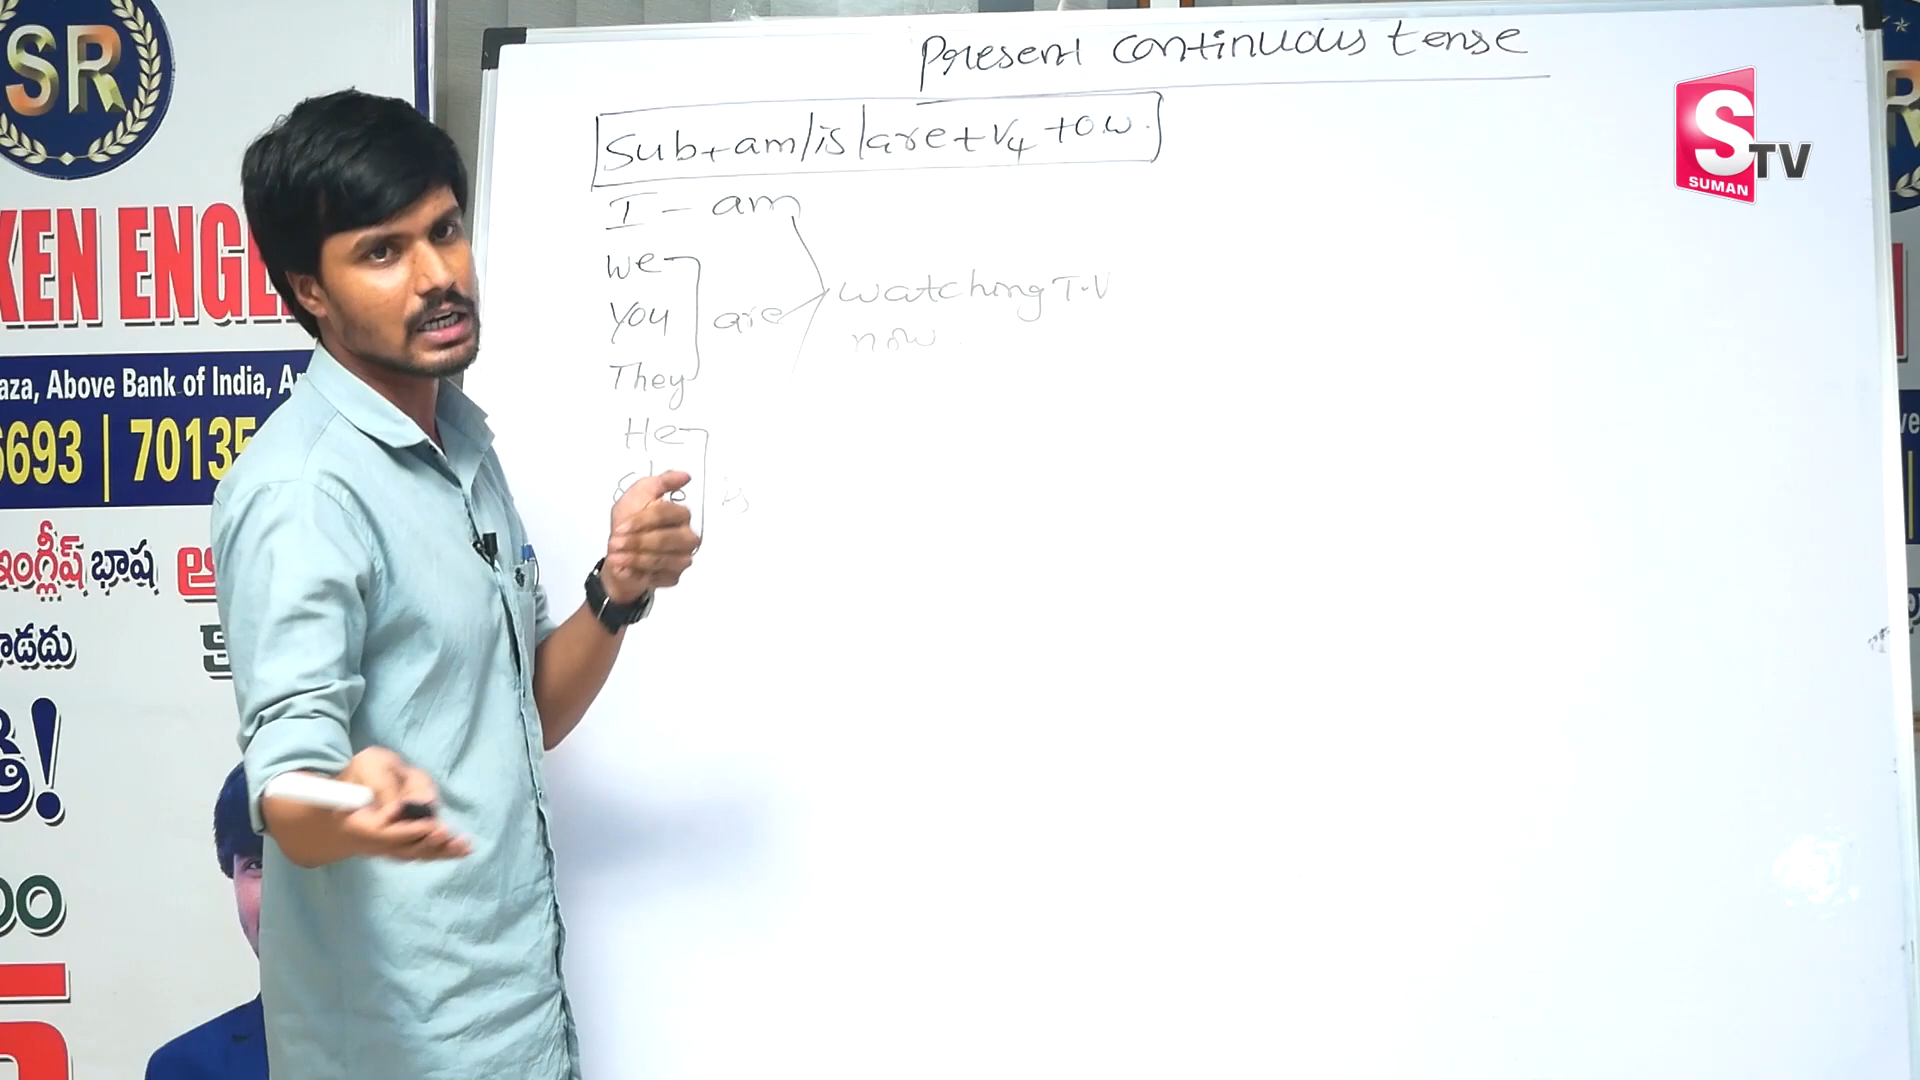 Present continuous tense
Sub + am/is/are + V4 + O.W.
I - am
We
You
They
are
watching T.V
now
He
She
is
S TV
SUMAN
SR
KEN ENGL
aza, Above Bank of India, A
6693 | 70135
ఇంగ్లీష్ భాష